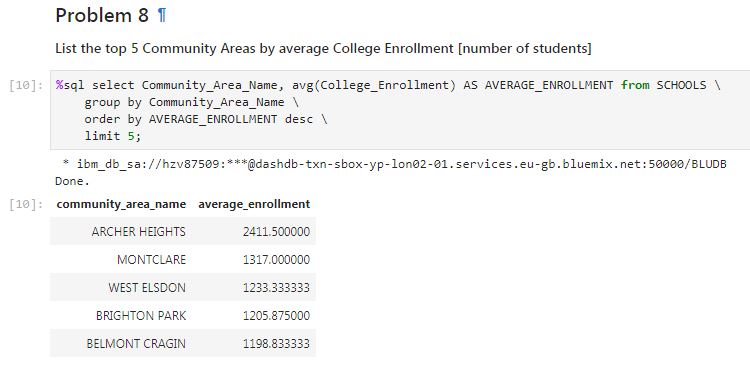 Problem 8 ¶
List the top 5 Community Areas by average College Enrollment [number of students]
[10]: %sql select Community_Area_Name, avg(College_Enrollment) AS AVERAGE_ENROLLMENT from SCHOOLS \
group by Community_Area_Name \
order by AVERAGE_ENROLLMENT desc \
limit 5;
* ibm_db_sa://hzv87509:***@dashdb-txn-sbox-yp-lon02-01.services.eu-gb.bluemix.net:50000/BLUDB
Done.
[10]: community_area_name average_enrollment
ARCHER HEIGHTS 2411.500000
MONTCLARE 1317.000000
WEST ELSDON 1233.333333
BRIGHTON PARK 1205.875000
BELMONT CRAGIN 1198.833333